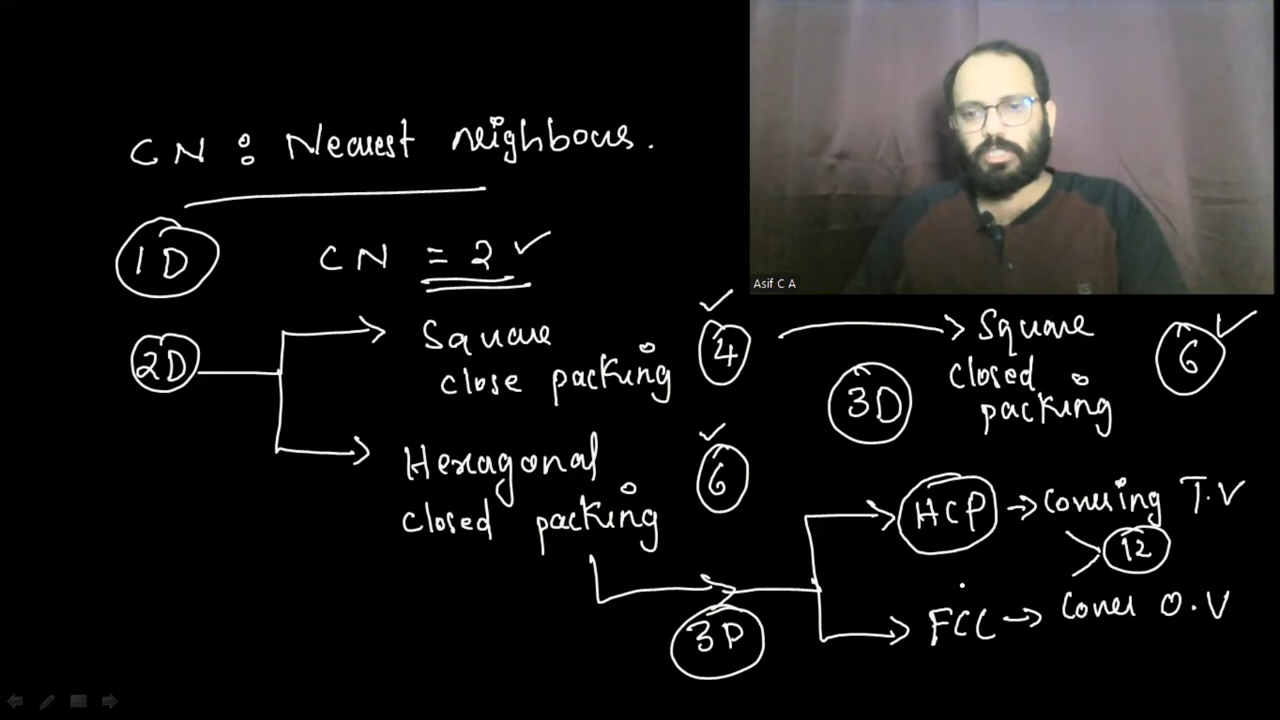 CN : Nearest neighbours.
Asif C A
1D
CN = 2 ✓
2D
Square
close packing
4 ✓
Square
closed
packing
6 ✓
3D
Hexagonal
closed packing
6 ✓
3D
HCP → Covering T.V
12
FCC → Cover O.V